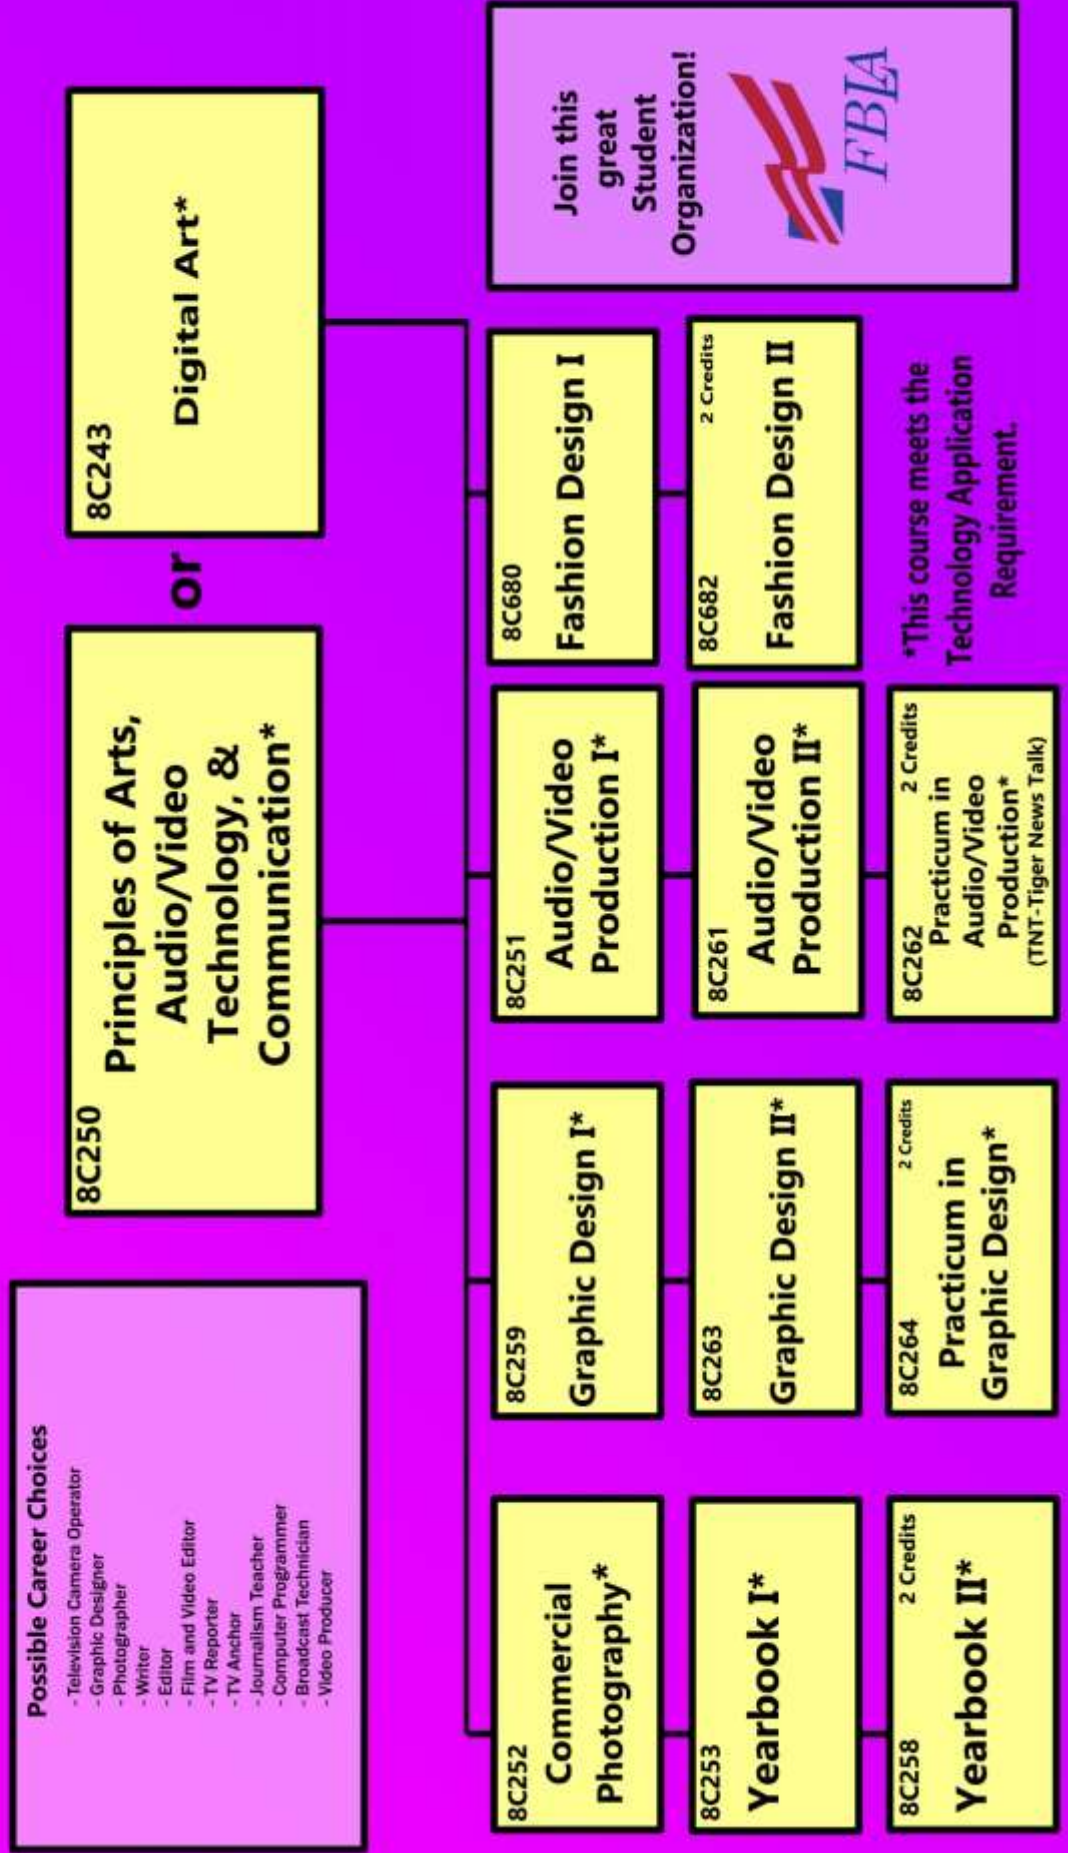 Possible Career Choices
- Television Camera Operator
- Graphic Designer
- Photographer
- Writer
- Editor
- Film and Video Editor
- TV Reporter
- TV Anchor
- Journalism Teacher
- Computer Programmer
- Broadcast Technician
- Video Producer
8C250
Principles of Arts,
Audio/Video
Technology, &
Communication*
or
8C243
Digital Art*
8C252
Commercial
Photography*
8C253
Yearbook I*
8C258
2 Credits
Yearbook II*
8C259
Graphic Design I*
8C263
Graphic Design II*
8C264
2 Credits
Practicum in
Graphic Design*
8C251
Audio/Video
Production I*
8C261
Audio/Video
Production II*
8C262
2 Credits
Practicum in
Audio/Video
Production*
(TNT-Tiger News Talk)
8C680
Fashion Design I
8C682
2 Credits
Fashion Design II
*This course meets the
Technology Application
Requirement.
Join this
great
Student
Organization!
FBLA